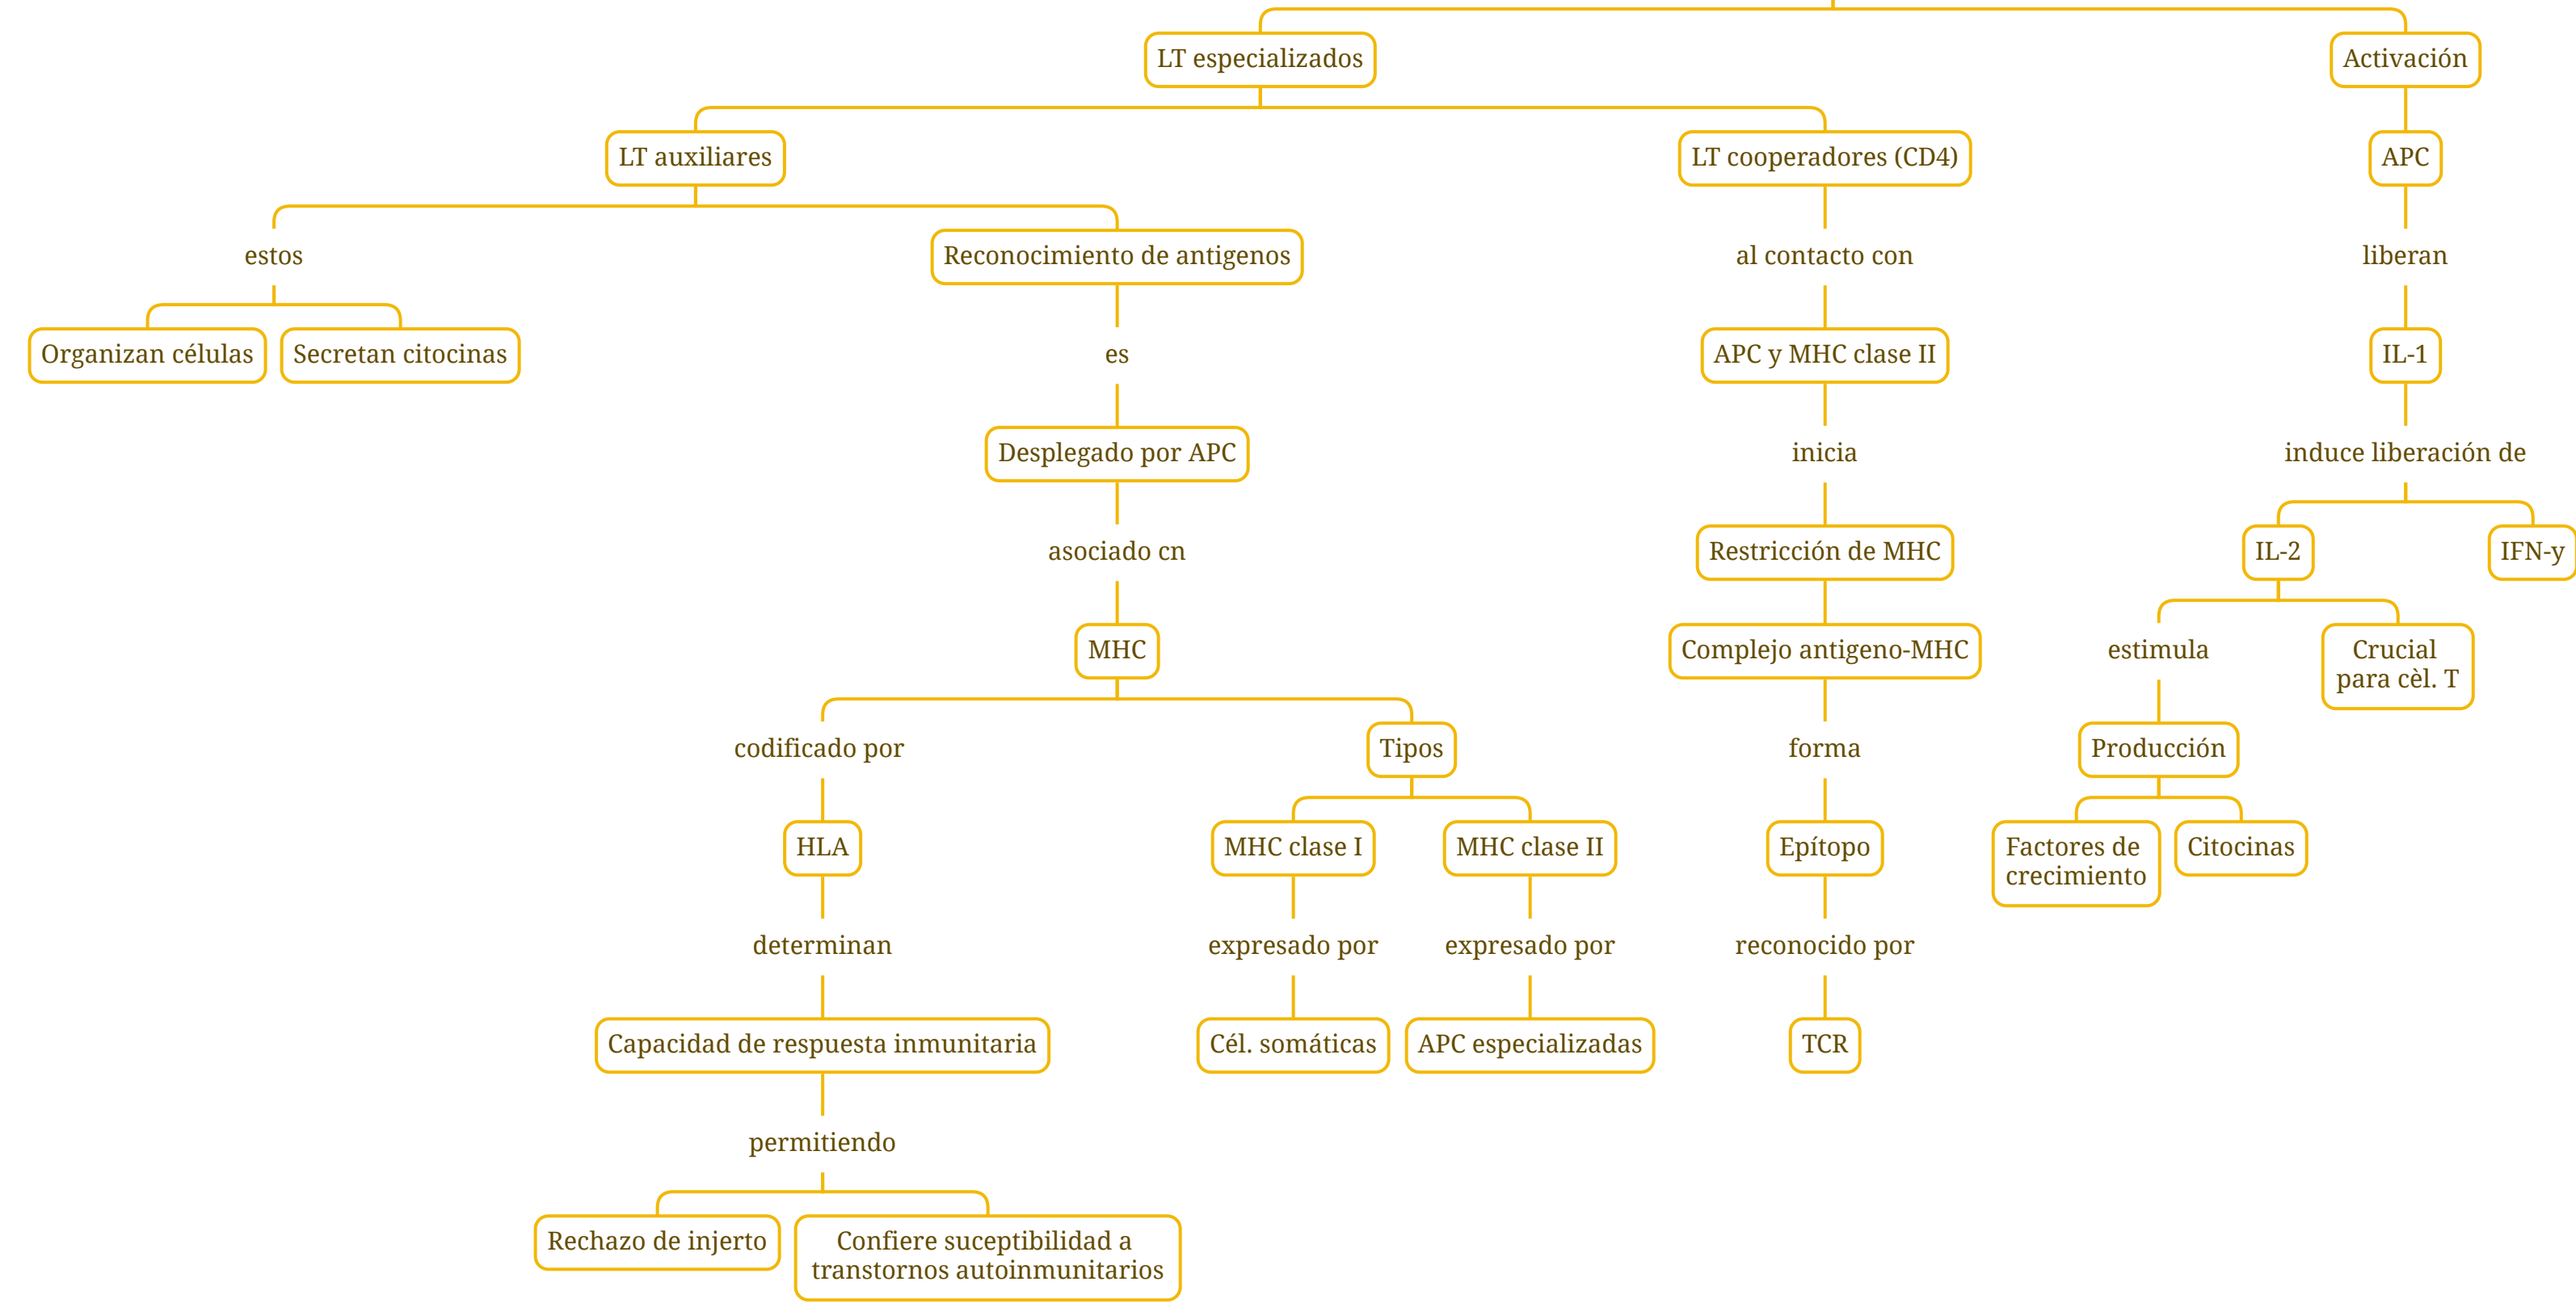 LT especializados
Activación
LT auxiliares
LT cooperadores (CD4)
APC
estos
Reconocimiento de antigenos
al contacto con
liberan
Organizan células
Secretan citocinas
es
APC y MHC clase II
IL-1
Desplegado por APC
inicia
induce liberación de
asociado cn
Restricción de MHC
IL-2
IFN-y
MHC
Complejo antigeno-MHC
estimula
Crucial
para cèl. T
codificado por
Tipos
forma
Producción
HLA
MHC clase I
MHC clase II
Epítopo
Factores de
crecimiento
Citocinas
determinan
expresado por
expresado por
reconocido por
Capacidad de respuesta inmunitaria
Cél. somáticas
APC especializadas
TCR
permitiendo
Rechazo de injerto
Confiere suceptibilidad a
transtornos autoinmunitarios